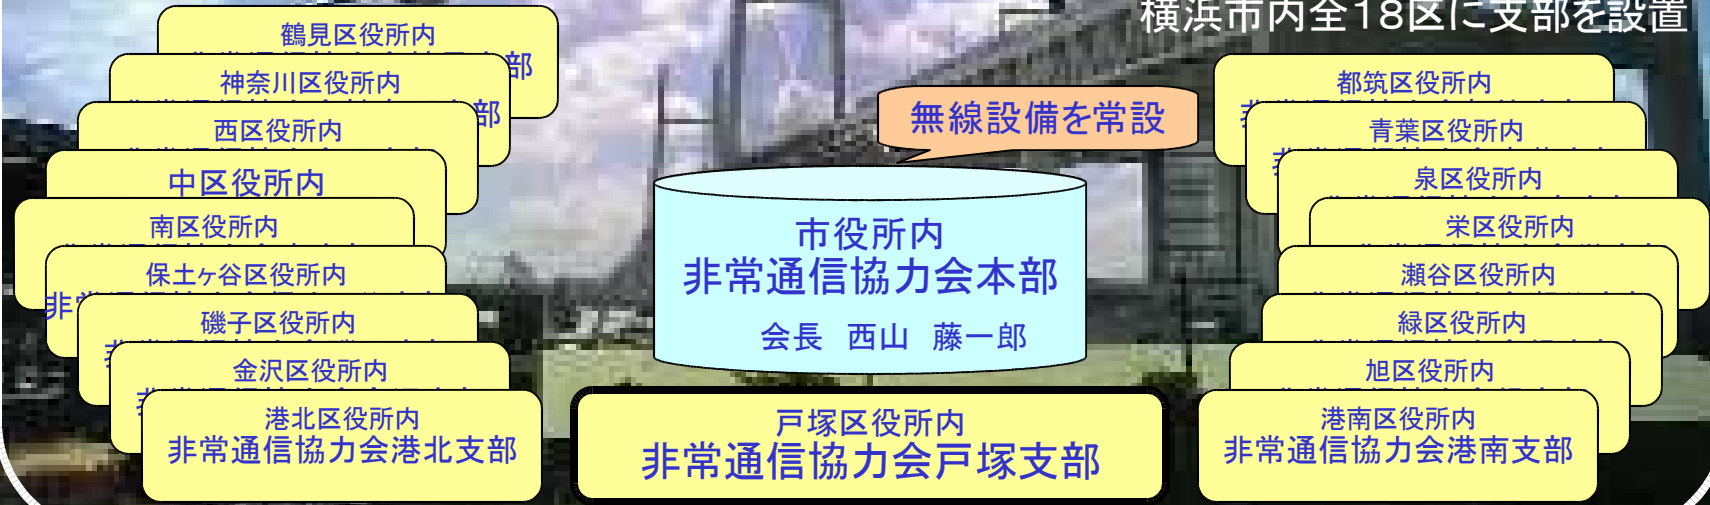 横浜市内全18区に支部を設置
鶴見区役所内
部
神奈川区役所内
部
西区役所内
中区役所内
南区役所内
保土ヶ谷区役所内
磯子区役所内
金沢区役所内
港北区役所内
非常通信協力会港北支部
無線設備を常設
市役所内
非常通信協力会本部
会長 西山 藤一郎
戸塚区役所内
非常通信協力会戸塚支部
都筑区役所内
青葉区役所内
泉区役所内
栄区役所内
瀬谷区役所内
緑区役所内
旭区役所内
港南区役所内
非常通信協力会港南支部